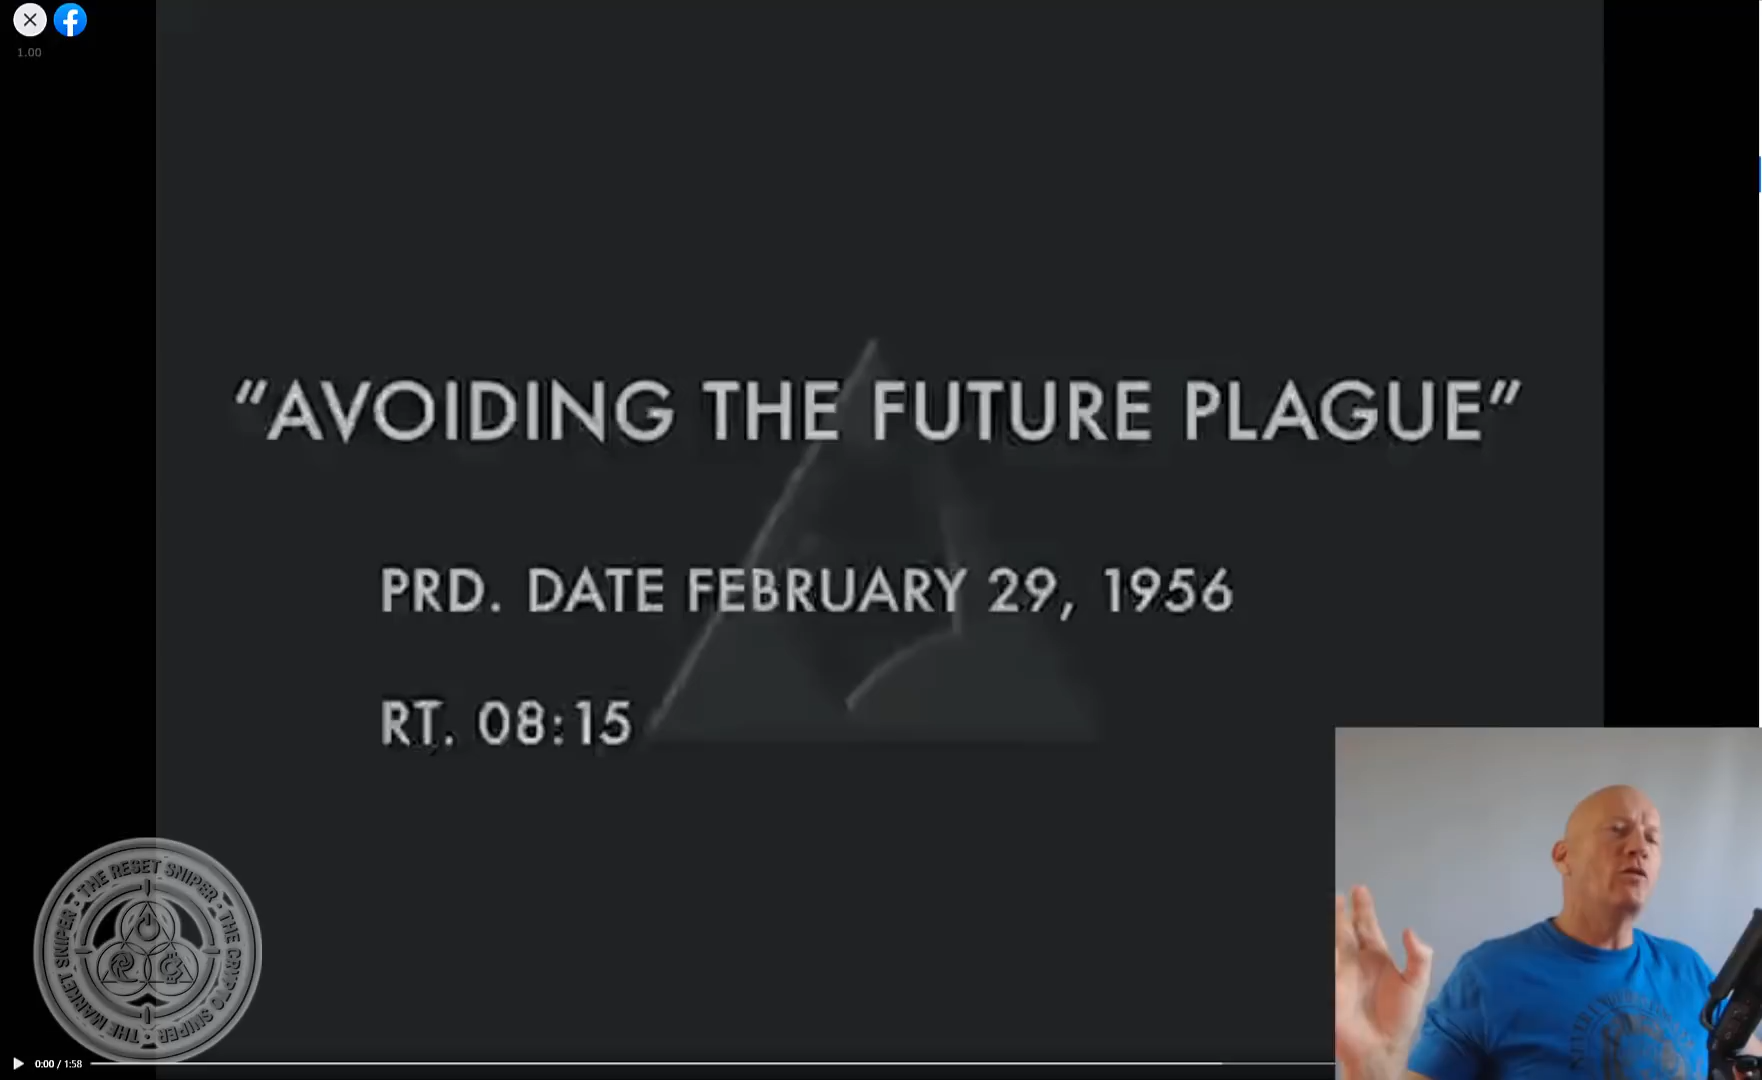 1.00
"AVOIDING THE FUTURE PLAGUE"
PRD. DATE FEBRUARY 29, 1956
RT. 08:15
THE RESET SNIPER • THE CRYPTO SNIPER • THE MARKET SNIPER •
0:00 / 1:58